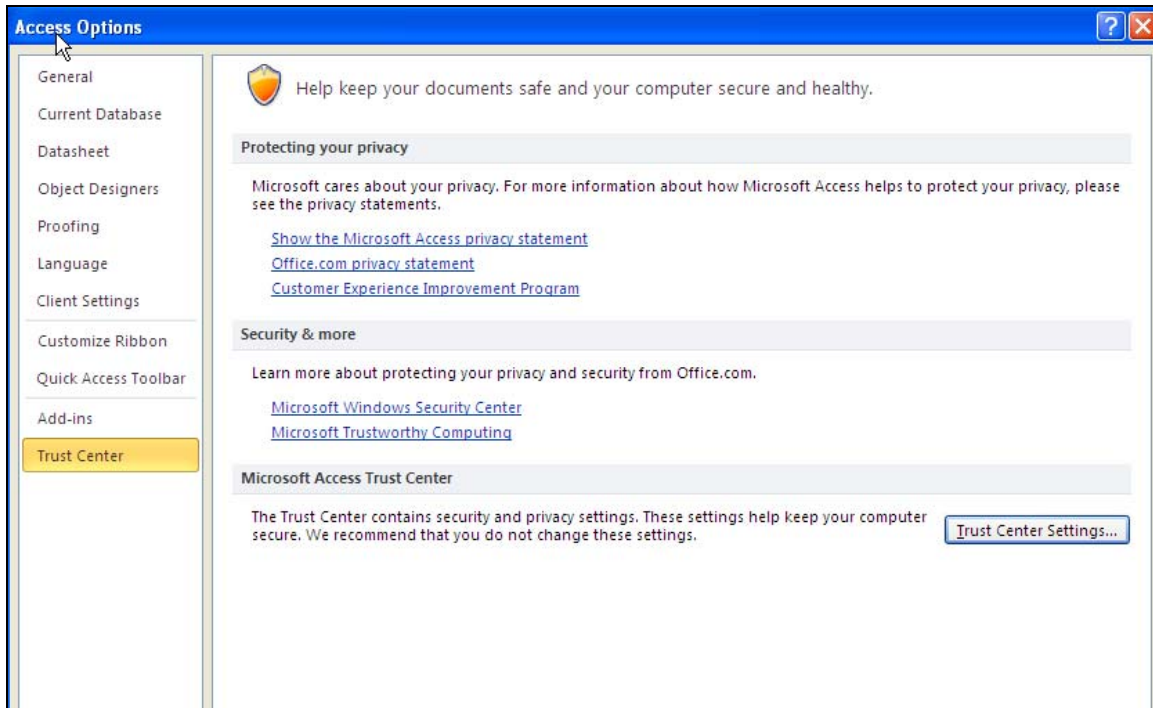 Access Options
General
Current Database
Datasheet
Object Designers
Proofing
Language
Client Settings
Customize Ribbon
Quick Access Toolbar
Add-ins
Trust Center
Help keep your documents safe and your computer secure and healthy.
Protecting your privacy
Microsoft cares about your privacy. For more information about how Microsoft Access helps to protect your privacy, please
see the privacy statements.
Show the Microsoft Access privacy statement
Office.com privacy statement
Customer Experience Improvement Program
Security & more
Learn more about protecting your privacy and security from Office.com.
Microsoft Windows Security Center
Microsoft Trustworthy Computing
Microsoft Access Trust Center
The Trust Center contains security and privacy settings. These settings help keep your computer
secure. We recommend that you do not change these settings.
Trust Center Settings...